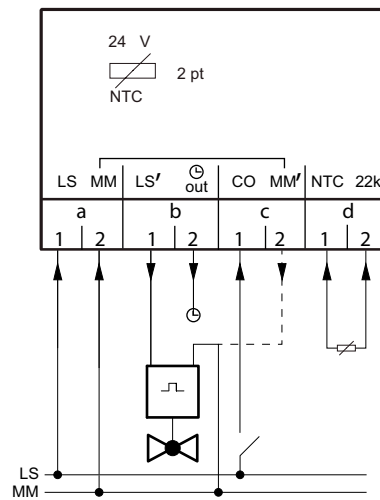 24 V
2 pt
NTC
LS MM LS′ out CO MM′ NTC 22k
a b c d
1 2 1 2 1 2 1 2
LS
MM